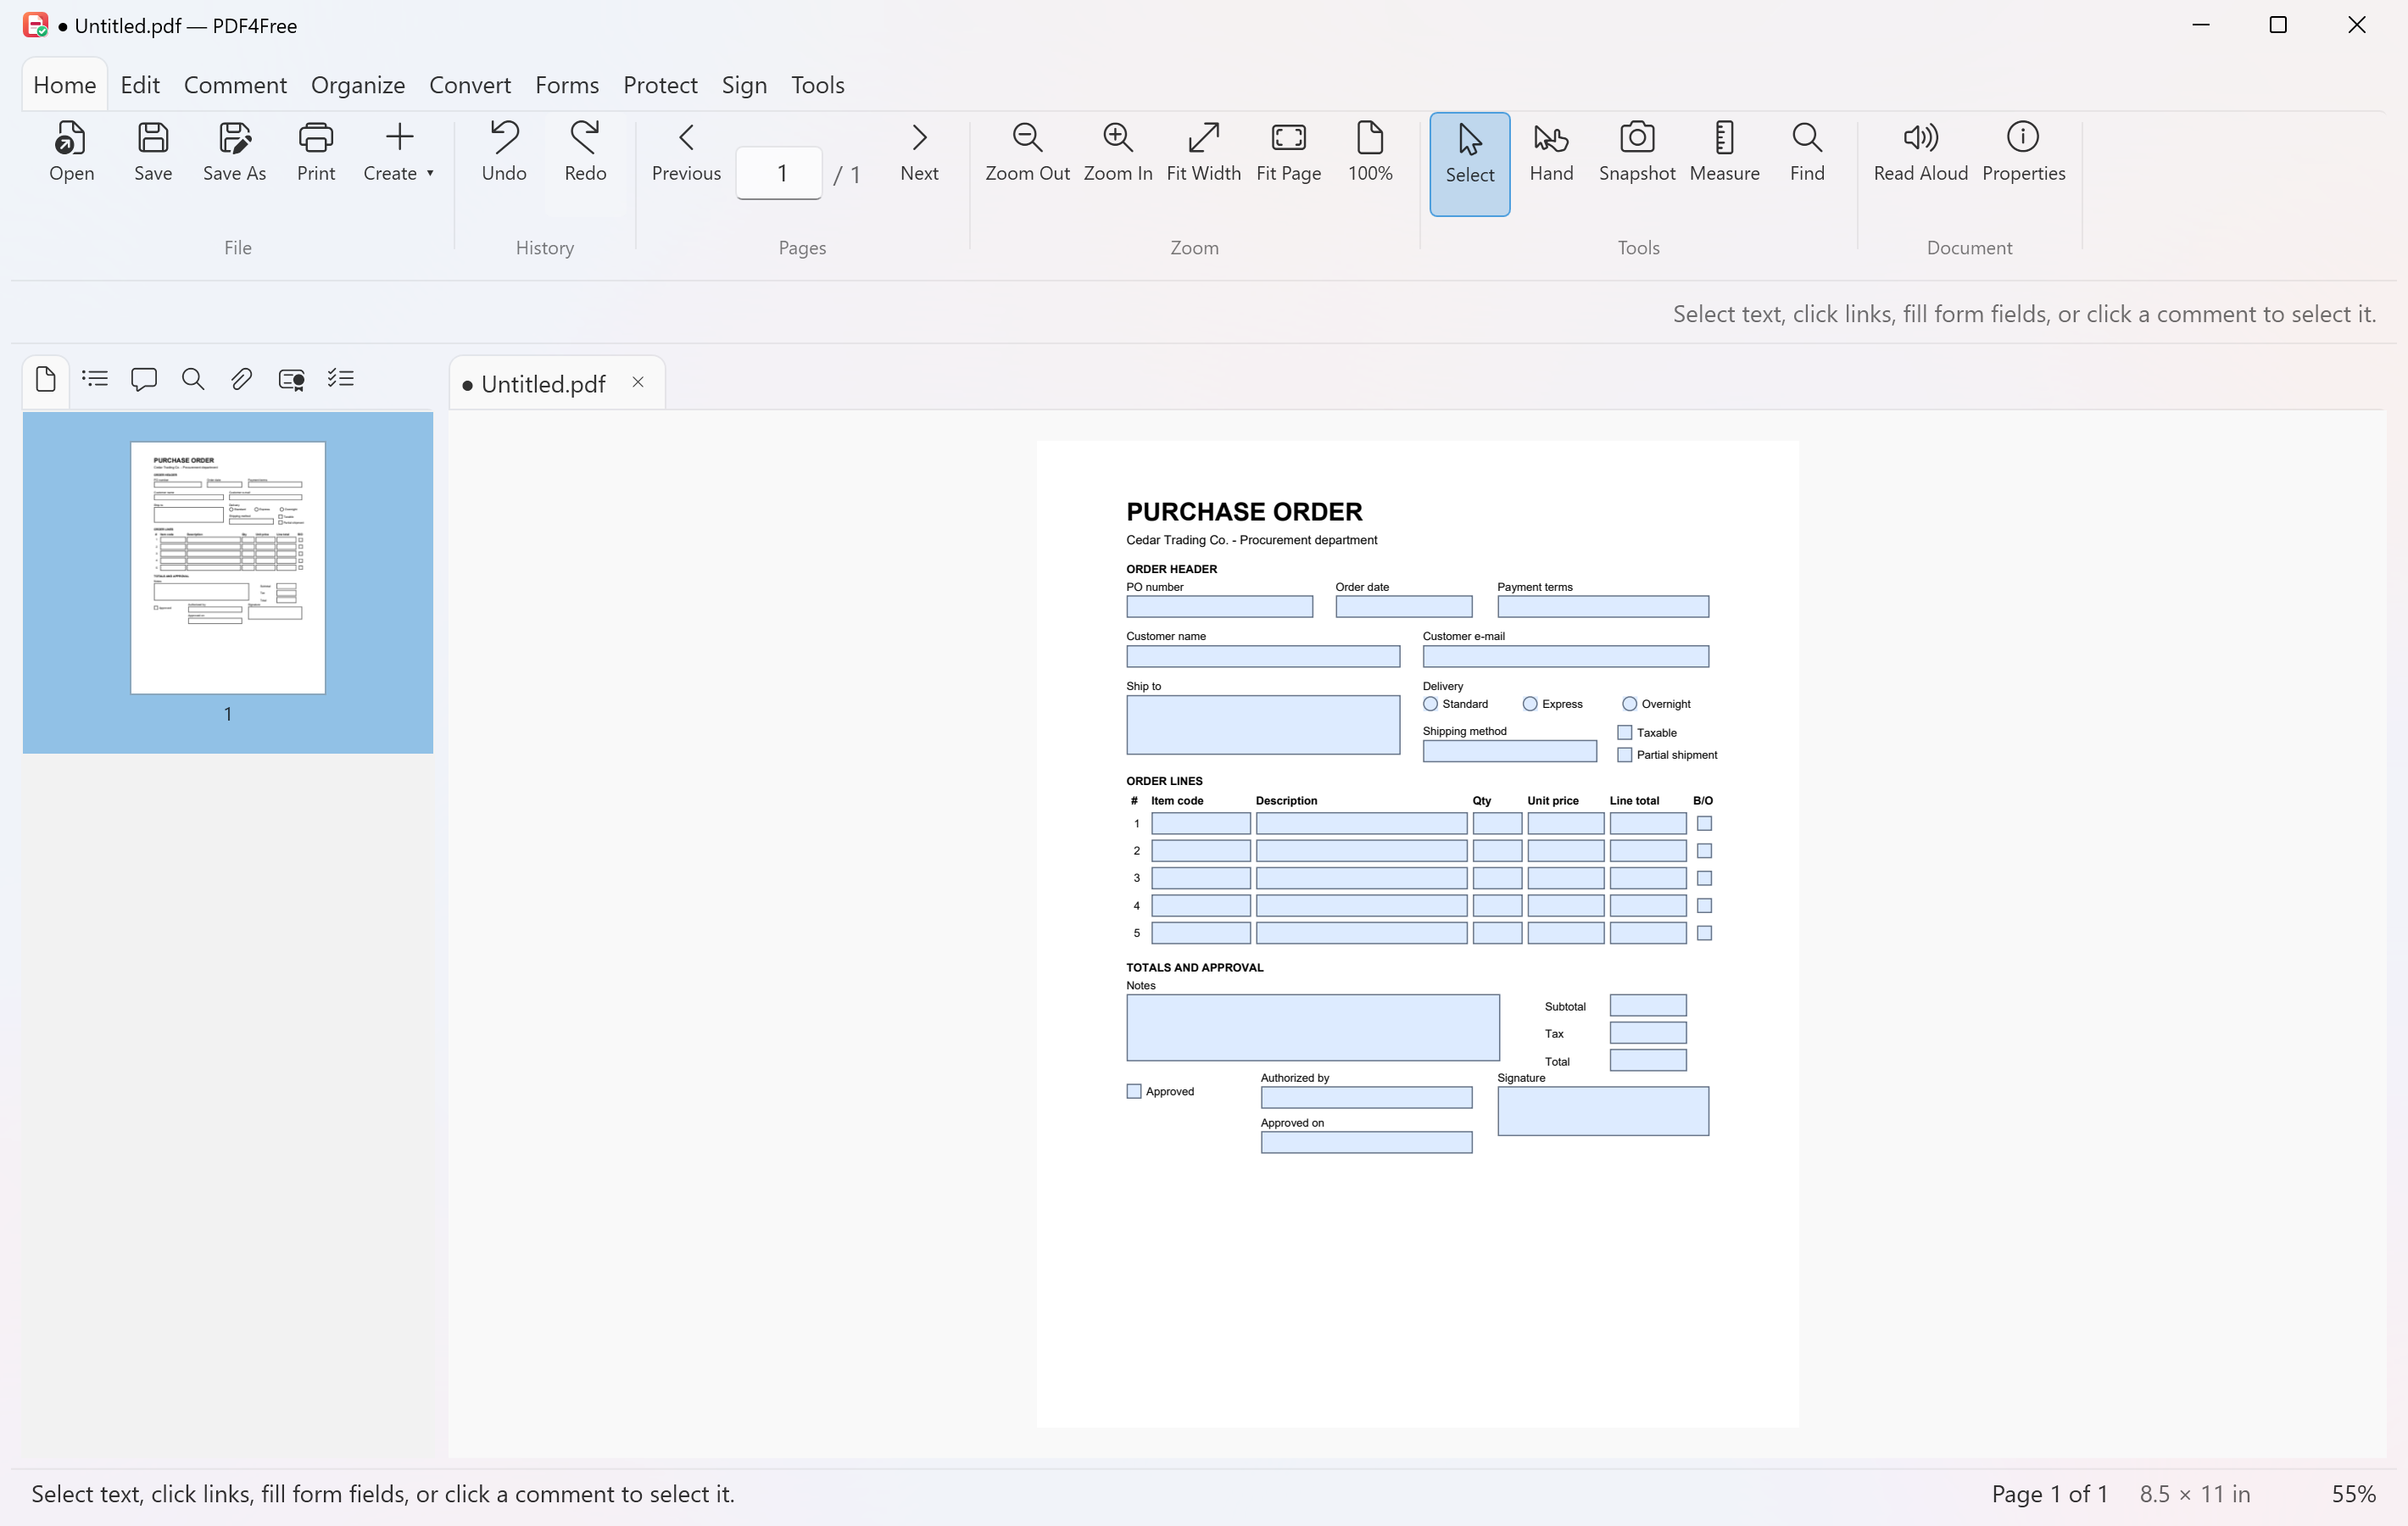 ● Untitled.pdf — PDF4Free
Home Edit Comment Organize Convert Forms Protect Sign Tools
Open Save Save As Print Create Undo Redo Previous 1 / 1 Next Zoom Out Zoom In Fit Width Fit Page 100% Select Hand Snapshot Measure Find Read Aloud Properties
File History Pages Zoom Tools Document
Select text, click links, fill form fields, or click a comment to select it.
● Untitled.pdf
PURCHASE ORDER
1
PURCHASE ORDER
Cedar Trading Co. - Procurement department
ORDER HEADER
PO number Order date Payment terms
Customer name Customer e-mail
Ship to Delivery
Standard Express Overnight
Shipping method Taxable
Partial shipment
ORDER LINES
# Item code Description Qty Unit price Line total B/O
1
2
3
4
5
TOTALS AND APPROVAL
Notes
Subtotal
Tax
Total
Approved Authorized by Signature
Approved on
Select text, click links, fill form fields, or click a comment to select it.
Page 1 of 1 8.5 × 11 in 55%